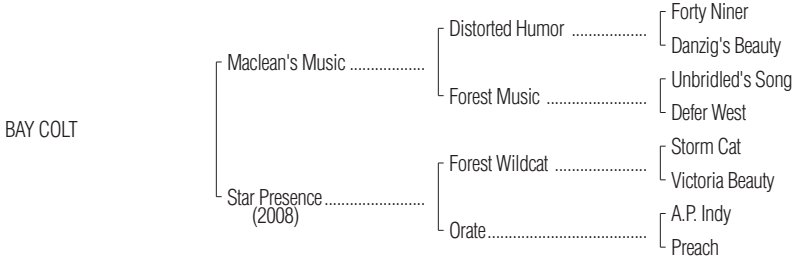 Forty Niner
Distorted Humor ..................
Danzig's Beauty
Maclean's Music ..................
Unbridled's Song
Forest Music ........................
Defer West
BAY COLT
Storm Cat
Forest Wildcat ......................
Victoria Beauty
Star Presence........................
(2008)
A.P. Indy
Orate......................................
Preach